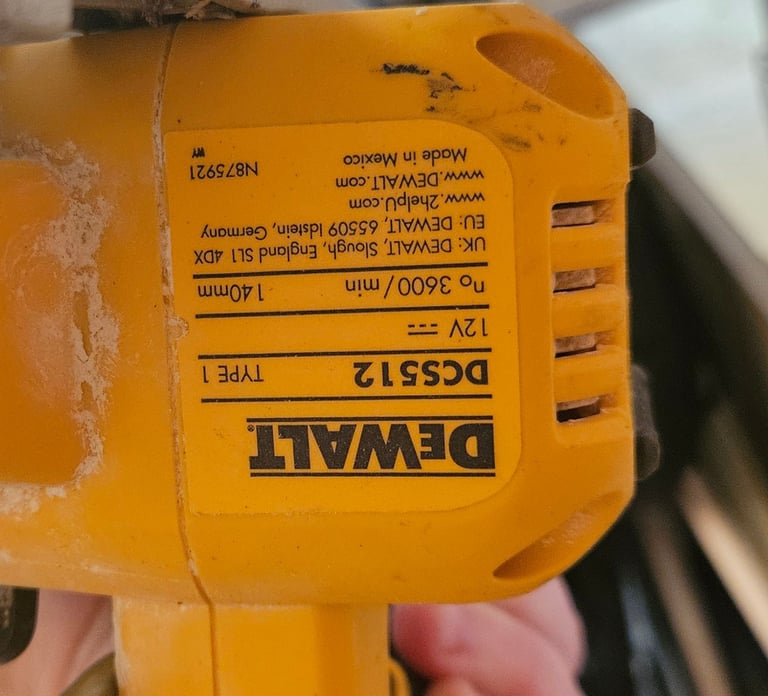 DEWALT®
DCS512 TYPE 1
12V ⎓
n₀ 3600/min 140mm
UK: DEWALT, Slough, England SL1 4DX
EU: DEWALT, 65509 Idstein, Germany
www.2helpU.com
www.DEWALT.com
Made in Mexico N875921
WY